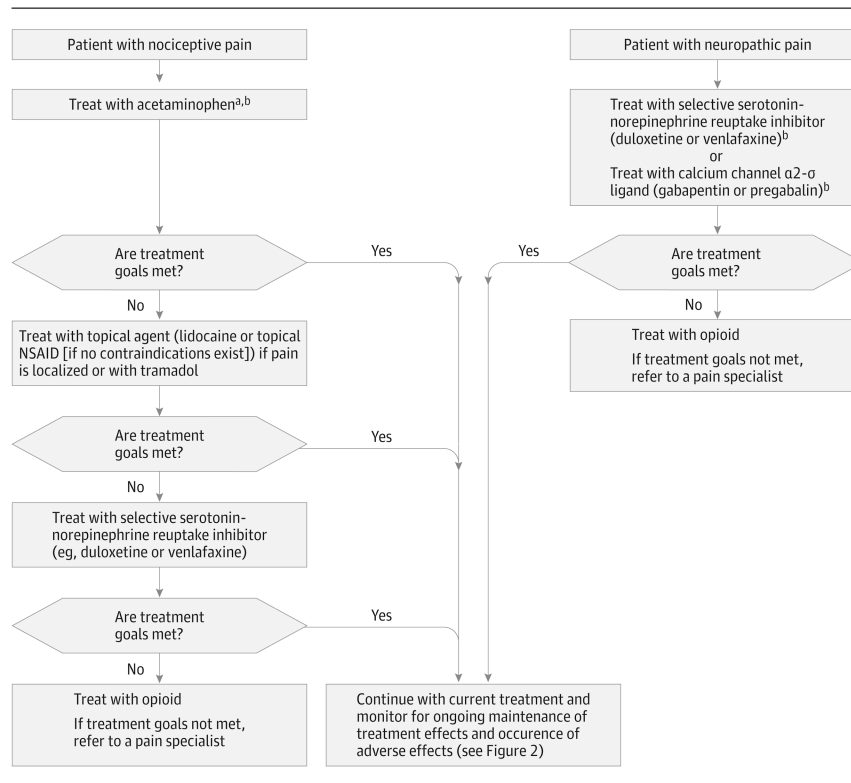 Patient with nociceptive pain
Treat with acetaminophena,b
Are treatment
goals met?
Yes
No
Treat with topical agent (lidocaine or topical
NSAID [if no contraindications exist]) if pain
is localized or with tramadol
Are treatment
goals met?
Yes
No
Treat with selective serotonin-
norepinephrine reuptake inhibitor
(eg, duloxetine or venlafaxine)
Are treatment
goals met?
Yes
No
Treat with opioid
If treatment goals not met,
refer to a pain specialist
Patient with neuropathic pain
Treat with selective serotonin-
norepinephrine reuptake inhibitor
(duloxetine or venlafaxine)b
or
Treat with calcium channel α2-σ
ligand (gabapentin or pregabalin)b
Are treatment
goals met?
Yes
No
Treat with opioid
If treatment goals not met,
refer to a pain specialist
Continue with current treatment and
monitor for ongoing maintenance of
treatment effects and occurence of
adverse effects (see Figure 2)